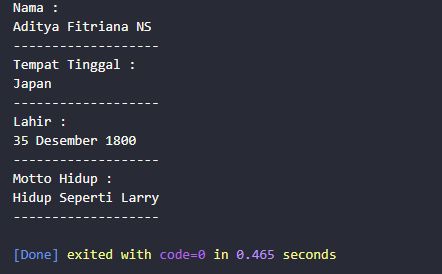 Nama :
Aditya Fitriana NS
-------------------
Tempat Tinggal :
Japan
-------------------
Lahir :
35 Desember 1800
-------------------
Motto Hidup :
Hidup Seperti Larry
-------------------
[Done] exited with code=0 in 0.465 seconds